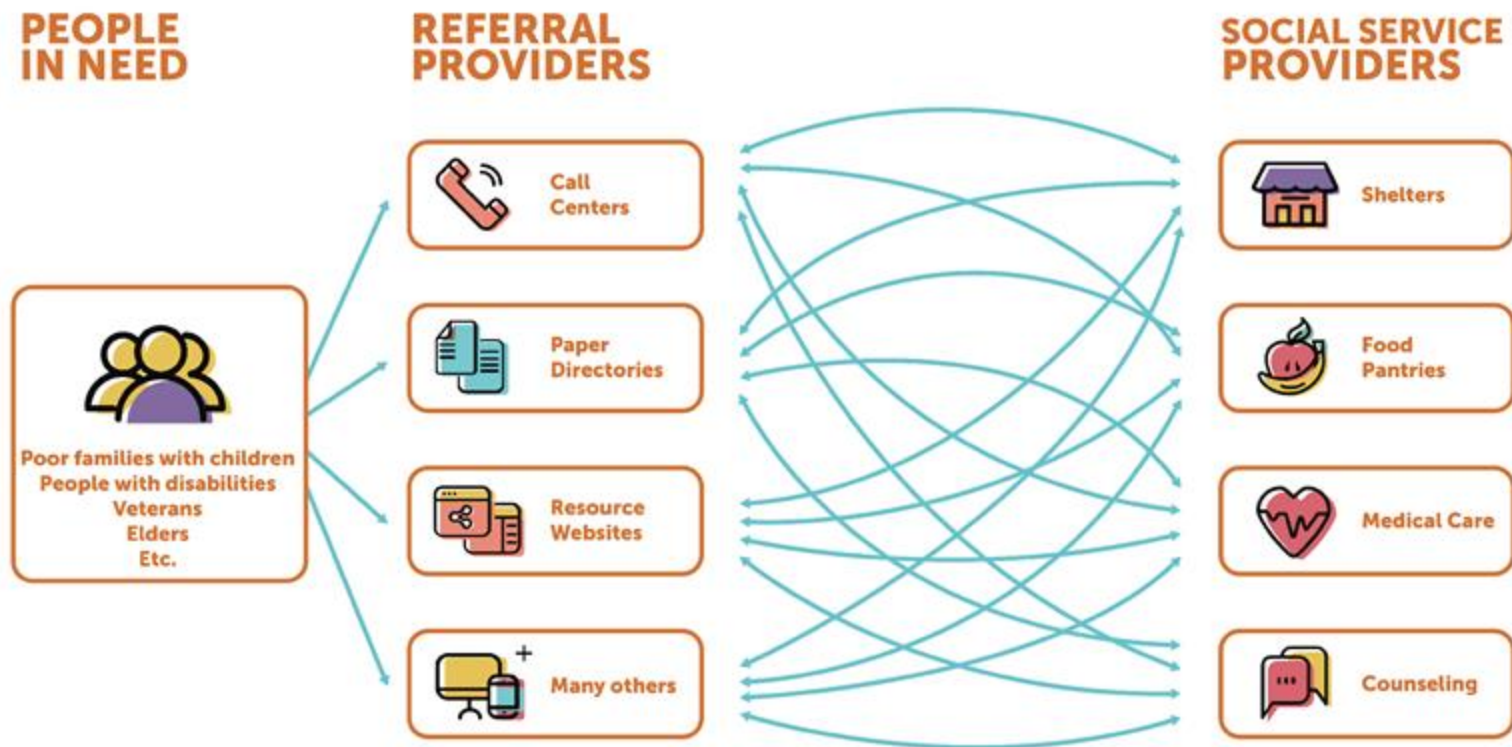 PEOPLE
IN NEED
REFERRAL
PROVIDERS
SOCIAL SERVICE
PROVIDERS
Poor families with children
People with disabilities
Veterans
Elders
Etc.
Call
Centers
Paper
Directories
Resource
Websites
Many others
Shelters
Food
Pantries
Medical Care
Counseling